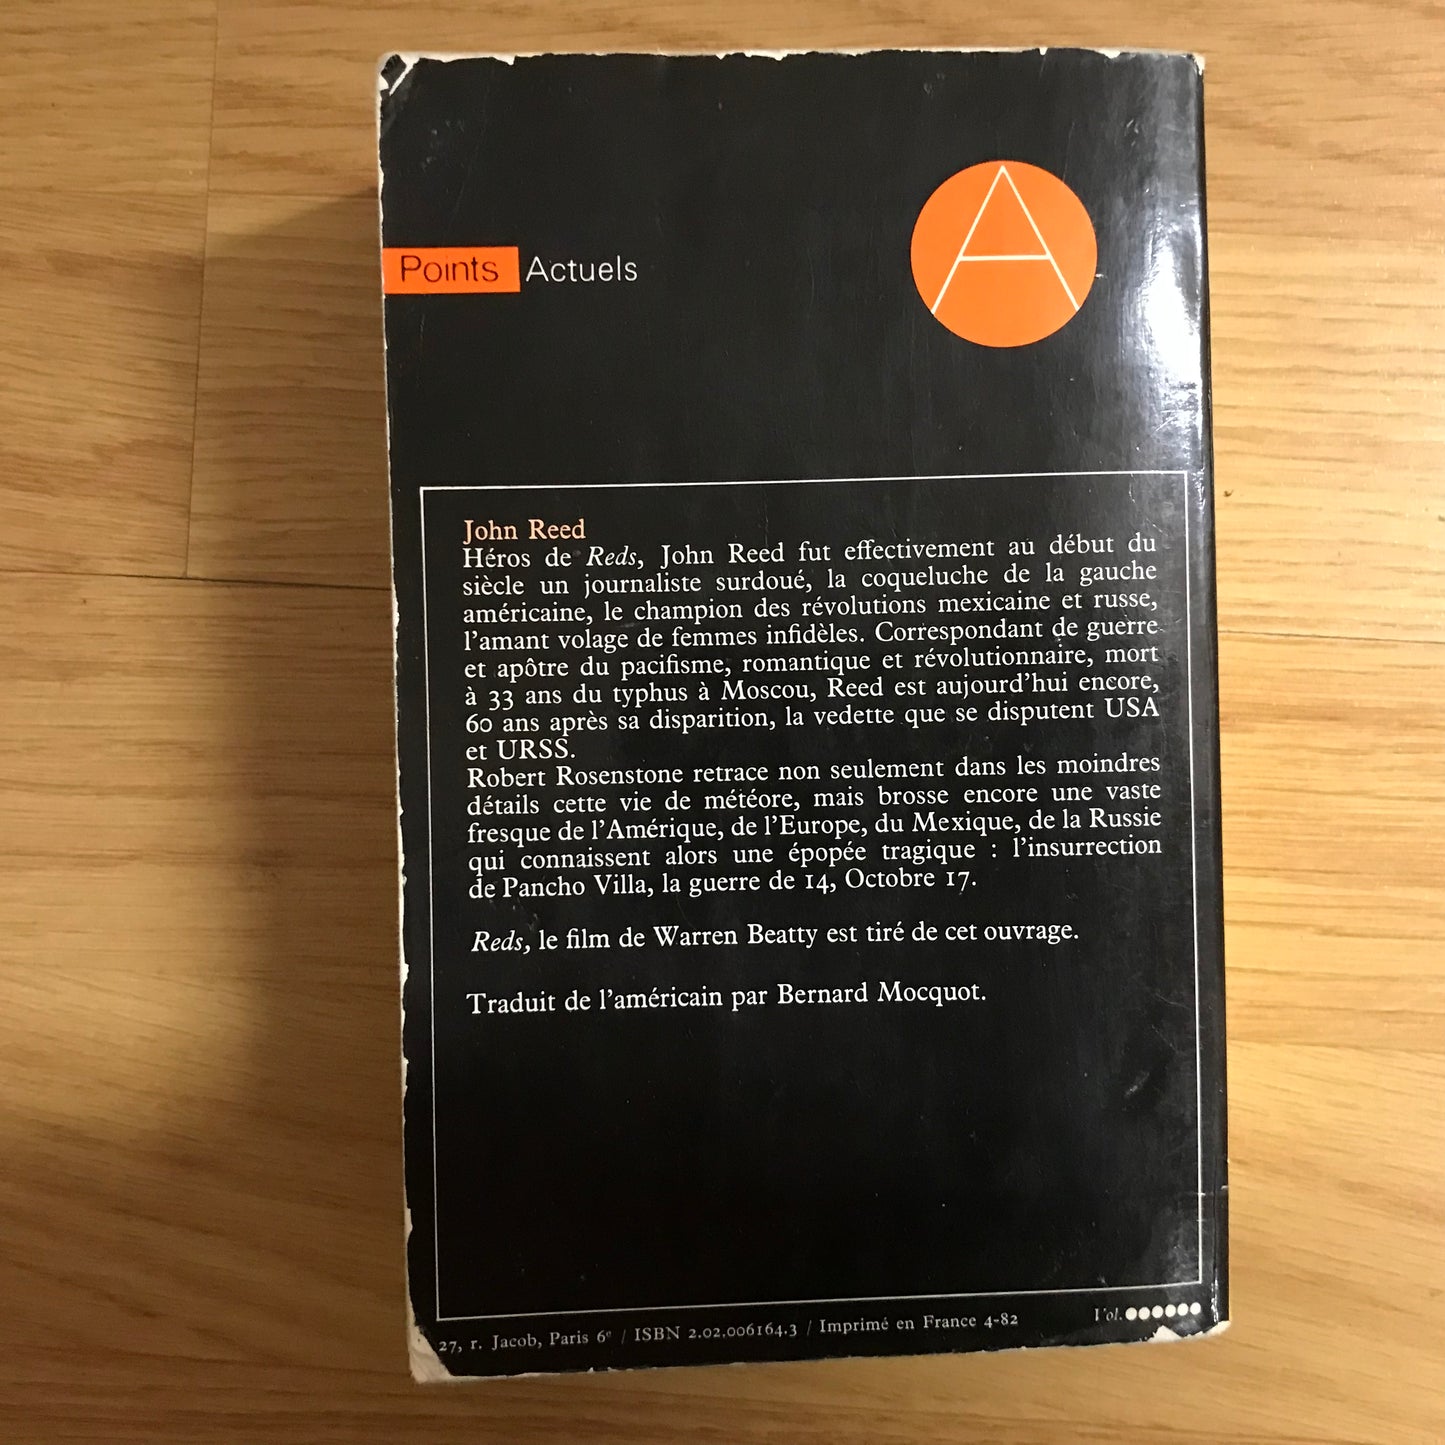 A
Points Actuels
John Reed
Héros de Reds, John Reed fut effectivement au début du
siècle un journaliste surdoué, la coqueluche de la gauche
américaine, le champion des révolutions mexicaine et russe,
l'amant volage de femmes infidèles. Correspondant de guerre
et apôtre du pacifisme, romantique et révolutionnaire, mort
à 33 ans du typhus à Moscou, Reed est aujourd'hui encore,
60 ans après sa disparition, la vedette que se disputent USA
et URSS.
Robert Rosenstone retrace non seulement dans les moindres
détails cette vie de météore, mais brosse encore une vaste
fresque de l'Amérique, de l'Europe, du Mexique, de la Russie
qui connaissent alors une épopée tragique : l'insurrection
de Pancho Villa, la guerre de 14, Octobre 17.
Reds, le film de Warren Beatty est tiré de cet ouvrage.
Traduit de l'américain par Bernard Mocquot.
27, r. Jacob, Paris 6e / ISBN 2.02.006164.3 / Imprimé en France 4-82
Vol.●●●●●●